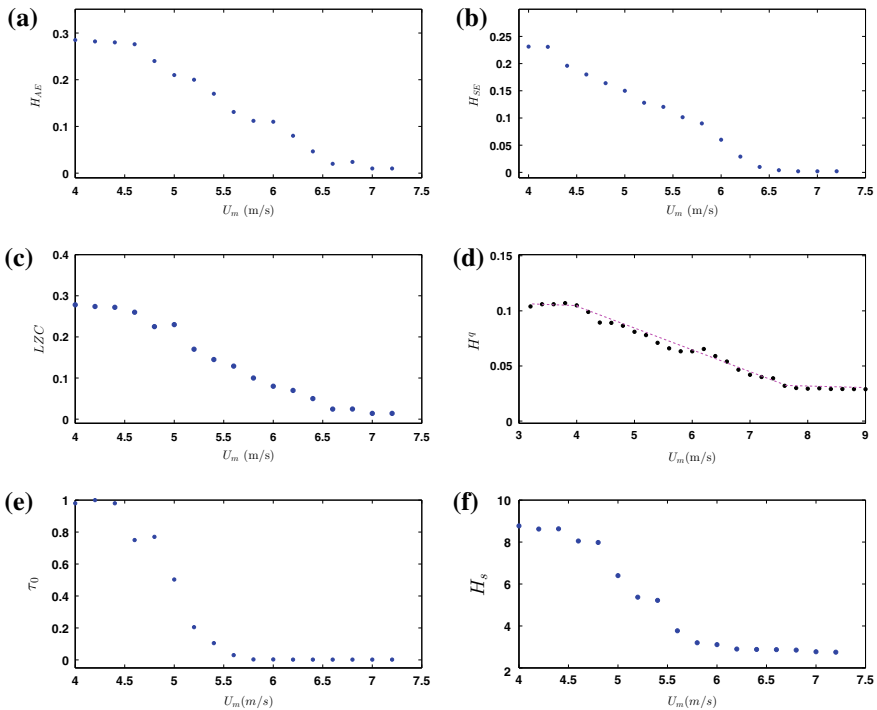 (a)
0.3
0.2
0.1
0
H_{AE}
4 4.5 5 5.5 6 6.5 7 7.5
U_m (m/s)
(b)
0.25
0.20
0.15
0.10
0.05
0
H_{SE}
4 4.5 5 5.5 6 6.5 7 7.5
U_m (m/s)
(c)
0.4
0.3
0.2
0.1
0
LZC
4 4.5 5 5.5 6 6.5 7 7.5
U_m (m/s)
(d)
0.15
0.1
0.05
0
H^q
3 4 5 6 7 8 9
U_m(m/s)
(e)
1
0.8
0.6
0.4
0.2
0
τ_0
4 4.5 5 5.5 6 6.5 7 7.5
U_m(m/s)
(f)
10
8
6
4
2
H_s
4 4.5 5 5.5 6 6.5 7 7.5
U_m(m/s)